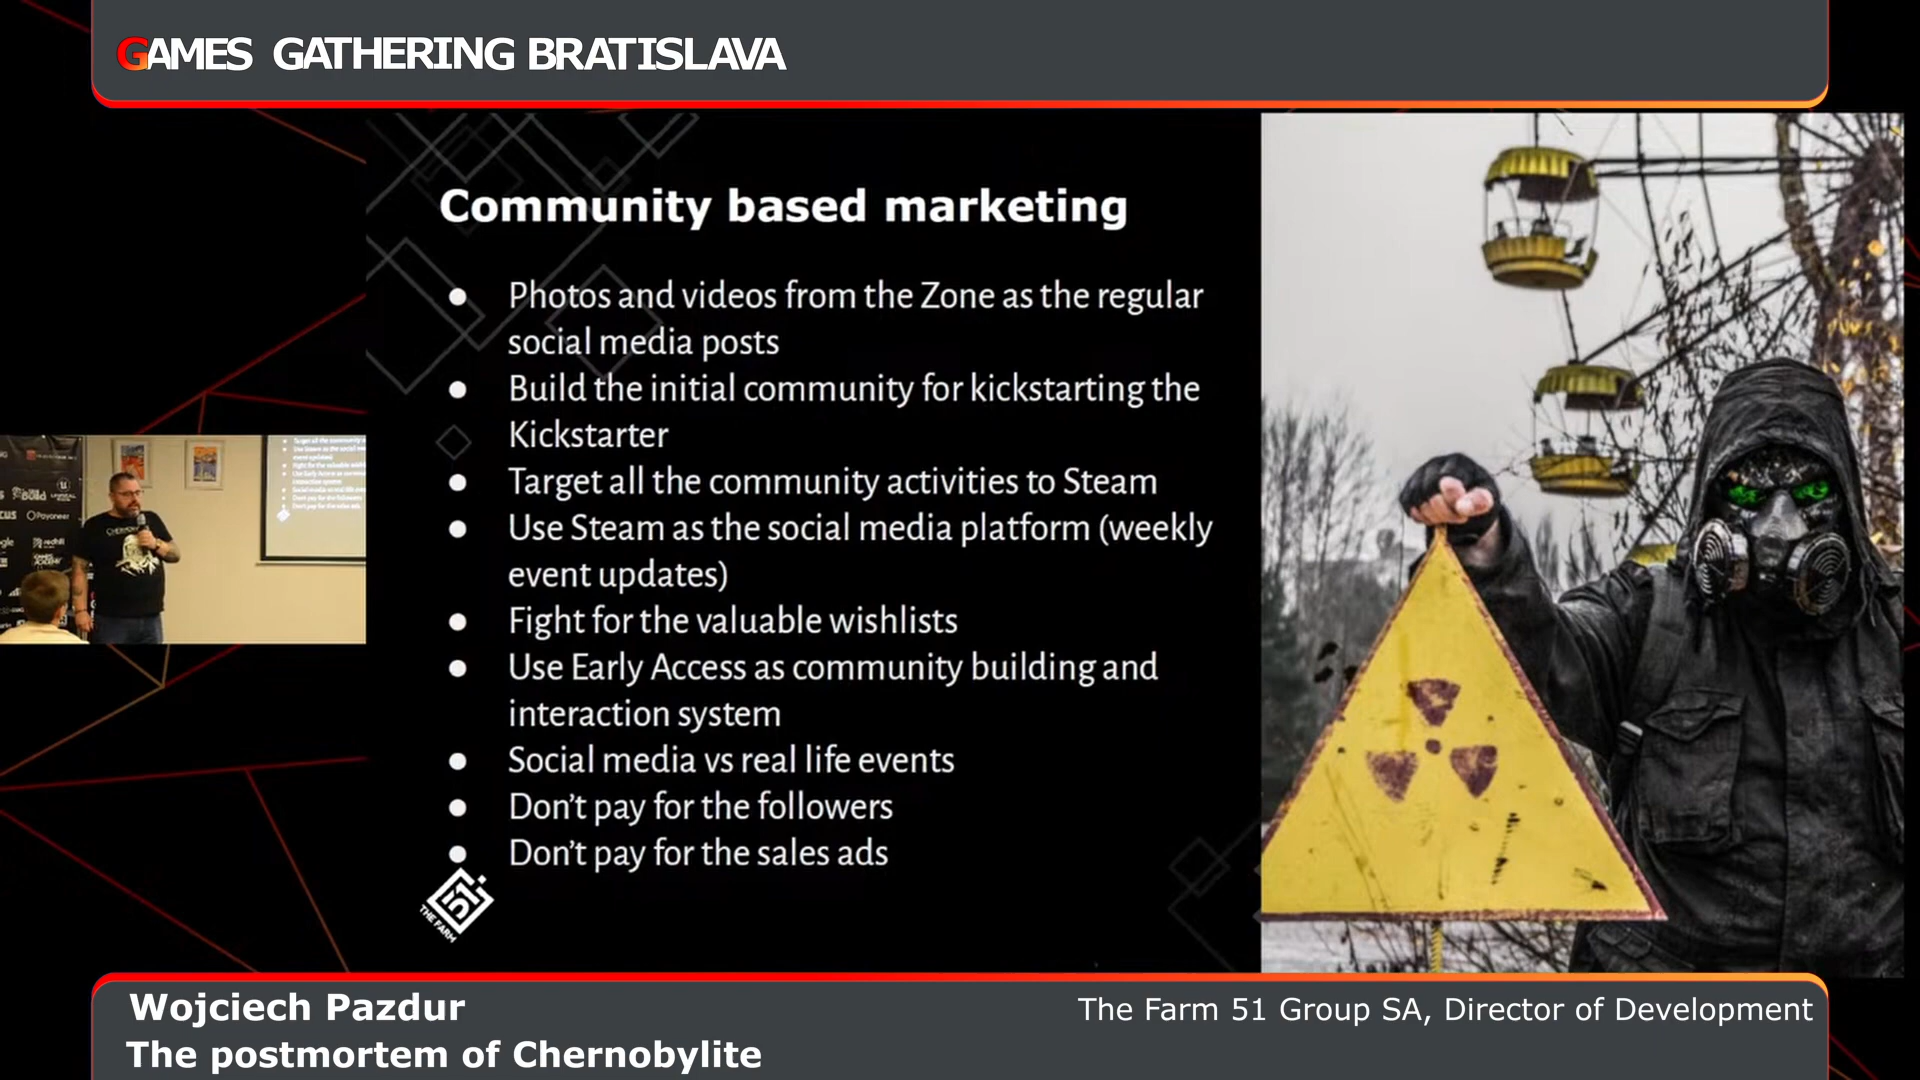 GAMES GATHERING BRATISLAVA
Community based marketing
● Photos and videos from the Zone as the regular
social media posts
● Build the initial community for kickstarting the
Kickstarter
● Target all the community activities to Steam
● Use Steam as the social media platform (weekly
event updates)
● Fight for the valuable wishlists
● Use Early Access as community building and
interaction system
● Social media vs real life events
● Don't pay for the followers
● Don't pay for the sales ads
51
THE FARM
Payoneer
Wojciech Pazdur
The Farm 51 Group SA, Director of Development
The postmortem of Chernobylite